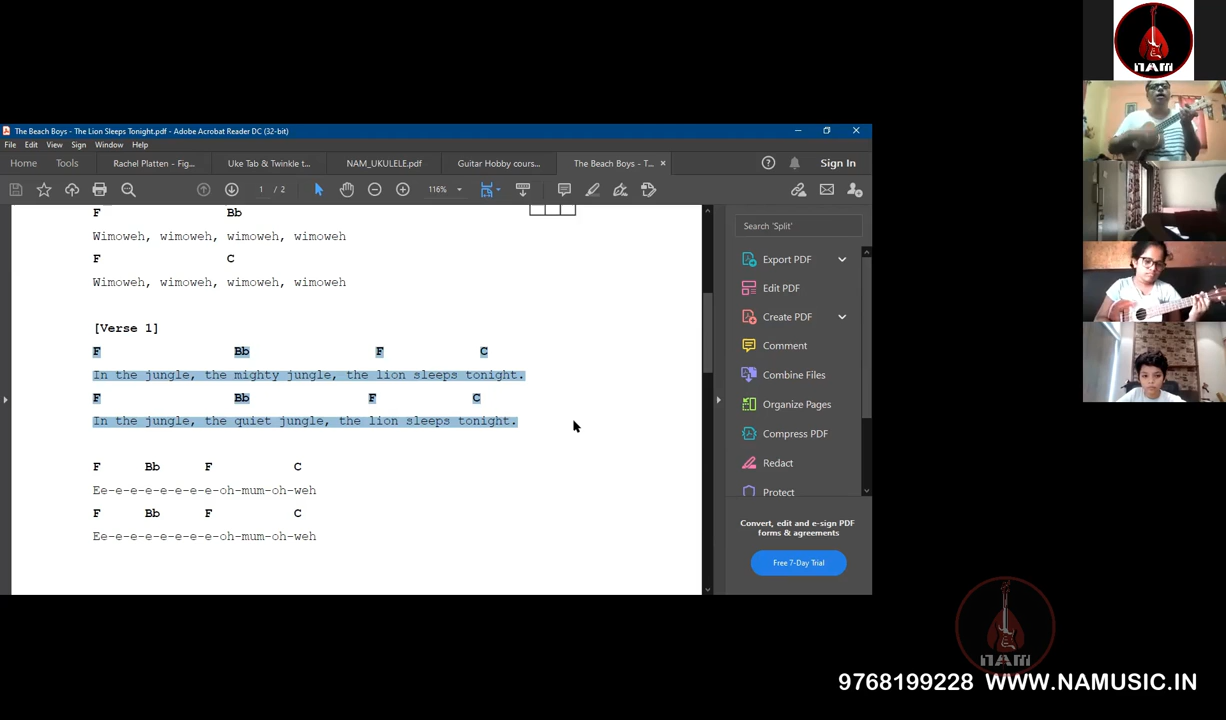 The Beach Boys - The Lion Sleeps Tonight.pdf - Adobe Acrobat Reader DC (32-bit)
File Edit View Sign Window Help
Home Tools Rachel Platten - Fig... Uke Tab & Twinkle t... NAM_UKULELE.pdf Guitar Hobby cours... The Beach Boys - T... Sign In
1 / 2 116%
F Bb
Wimoweh, wimoweh, wimoweh, wimoweh
F C
Wimoweh, wimoweh, wimoweh, wimoweh
[Verse 1]
F Bb F C
In the jungle, the mighty jungle, the lion sleeps tonight.
F Bb F C
In the jungle, the quiet jungle, the lion sleeps tonight.
F Bb F C
Ee-e-e-e-e-e-e-e-oh-mum-oh-weh
F Bb F C
Ee-e-e-e-e-e-e-e-oh-mum-oh-weh
Search 'Split'
Export PDF
Edit PDF
Create PDF
Comment
Combine Files
Organize Pages
Compress PDF
Redact
Protect
Convert, edit and e-sign PDF
forms & agreements
Free 7-Day Trial
NAM
NAM
9768199228 WWW.NAMUSIC.IN